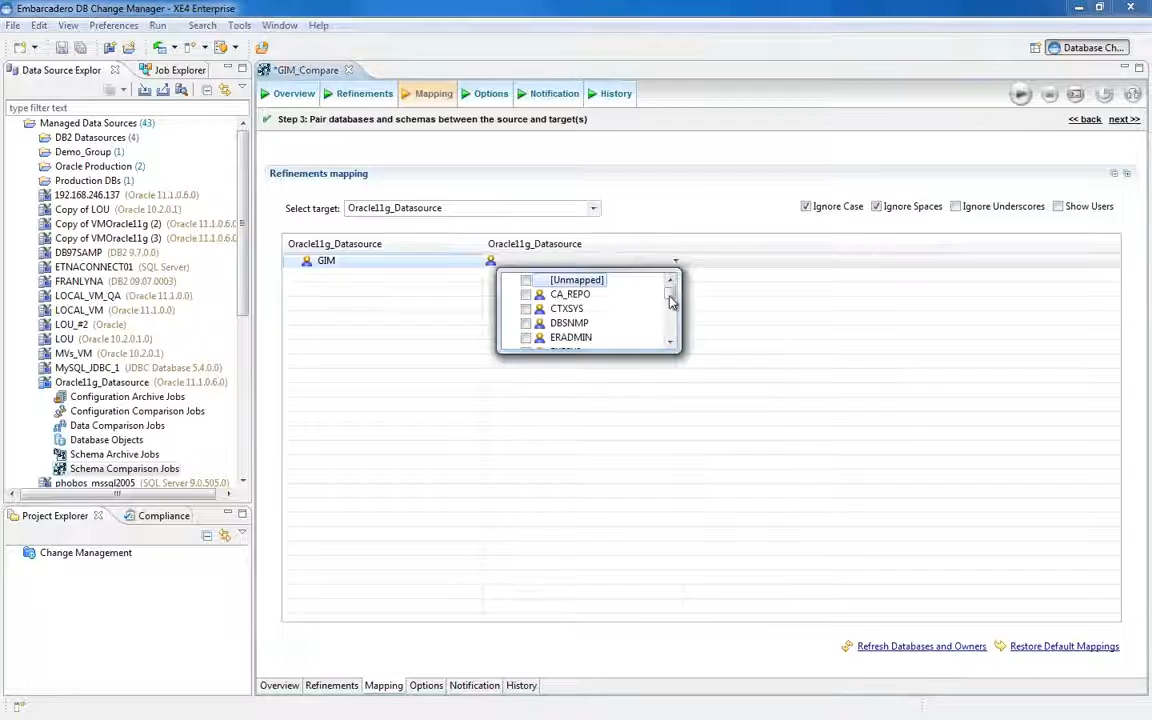 Embarcadero DB Change Manager - XE4 Enterprise
File Edit View Preferences Run Search Tools Window Help
Database Ch...
Data Source Explor
Job Explorer
type filter text
Managed Data Sources (43)
DB2 Datasources (4)
Demo_Group (1)
Oracle Production (2)
Production DBs (1)
192.168.246.137 (Oracle 11.1.0.6.0)
Copy of LOU (Oracle 10.2.0.1)
Copy of VMOracle11g (2) (Oracle 11.1.0.6.
Copy of VMOracle11g (3) (Oracle 11.1.0.6.
DB97SAMP (DB2 9.7.0.0)
ETNACONNECT01 (SQL Server)
FRANLYNA (DB2 09.07.0)
LOCAL_VM_QA
LOCAL_VM (Oracle 10.2.0.1)
LOU_#2 (Oracle)
LOU (Oracle 10.2.0.1.0)
MVs_VM (Oracle 10.2.0.1)
MySQL_JDBC_1 (JDBC Database 5.4.0.0)
Oracle11g_Datasource (Oracle 11.1.0.6.0)
Configuration Archive Jobs
Configuration Comparison Jobs
Data Comparison Jobs
Database Objects
Schema Archive Jobs
Schema Comparison Jobs
phobos_mssql2005 (SQL Server 9.0.505.0)
Project Explorer
Compliance
Change Management
*GIM_Compare
Overview Refinements Mapping Options Notification History
Step 3: Pair databases and schemas between the source and target(s)
<< back next >>
Refinements mapping
Select target: Oracle11g_Datasource
Ignore Case Ignore Spaces Ignore Underscores Show Users
Oracle11g_Datasource Oracle11g_Datasource
GIM
[Unmapped]
CA_REPO
CTXSYS
DBSNMP
ERADMIN
Refresh Databases and Owners Restore Default Mappings
Overview Refinements Mapping Options Notification History